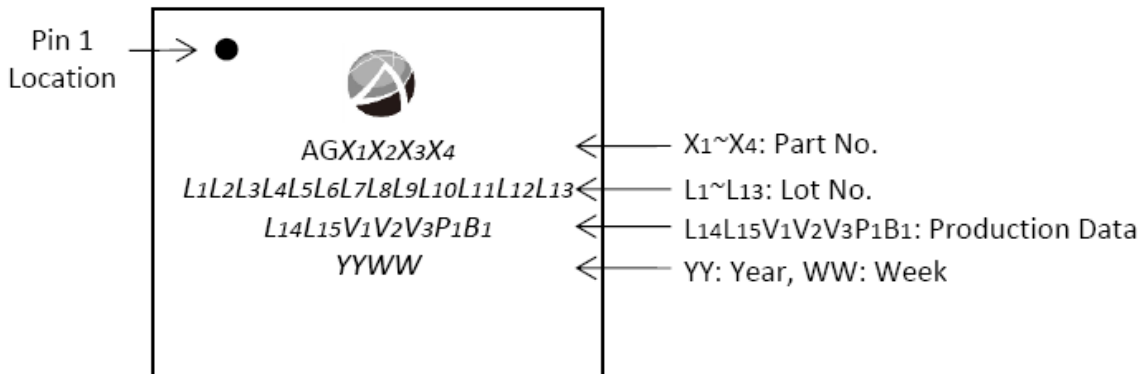 Pin 1
Location
AGX1X2X3X4
X1~X4: Part No.
L1L2L3L4L5L6L7L8L9L10L11L12L13
L1~L13: Lot No.
L14L15V1V2V3P1B1
L14L15V1V2V3P1B1: Production Data
YYWW
YY: Year, WW: Week